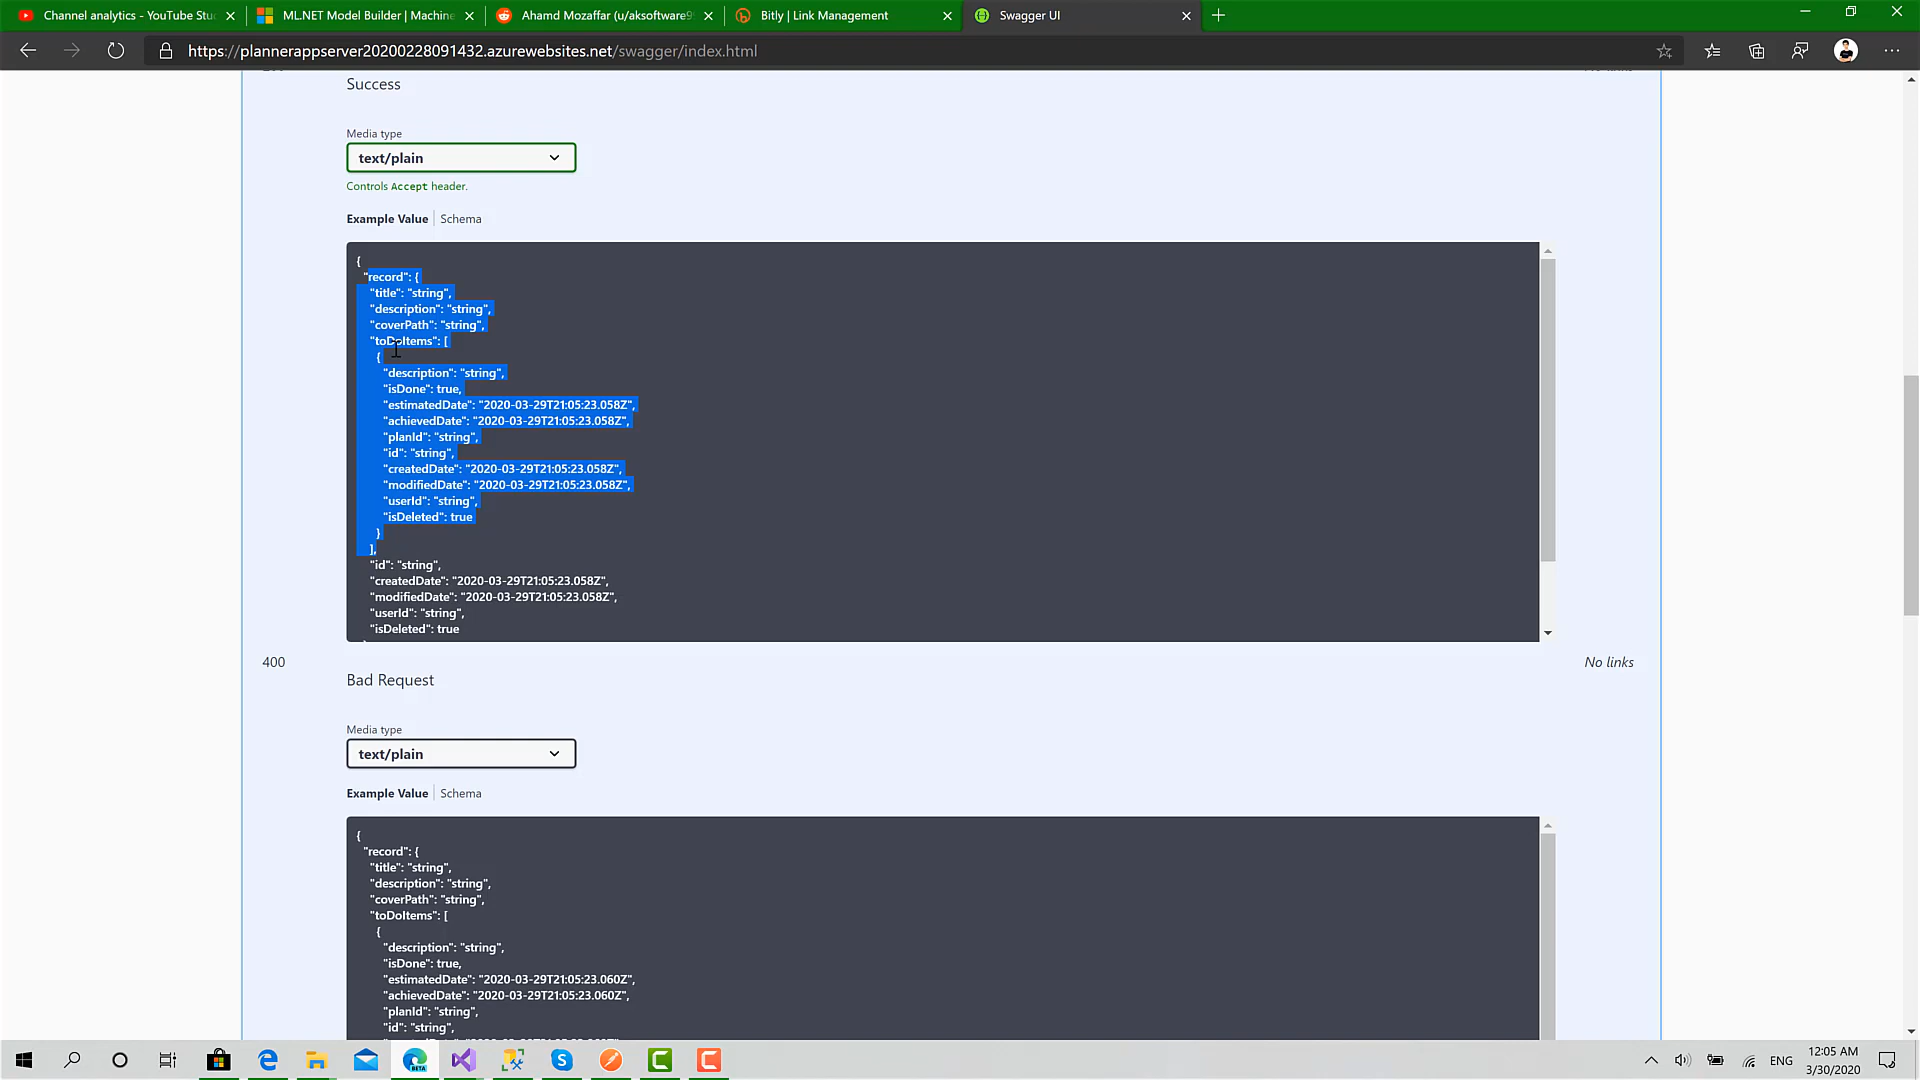 Channel analytics - YouTube Stu
ML.NET Model Builder | Machine
Ahamd Mozaffar (u/aksoftware9
Bitly | Link Management
Swagger UI
https://plannerappserver20200228091432.azurewebsites.net/swagger/index.html
Success
Media type
text/plain
Controls Accept header.
Example Value
Schema
{
"record": {
"title": "string",
"description": "string",
"coverPath": "string",
"toDoItems": [
{
"description": "string",
"isDone": true,
"estimatedDate": "2020-03-29T21:05:23.058Z",
"achievedDate": "2020-03-29T21:05:23.058Z",
"planId": "string",
"id": "string",
"createdDate": "2020-03-29T21:05:23.058Z",
"modifiedDate": "2020-03-29T21:05:23.058Z",
"userId": "string",
"isDeleted": true
}
],
"id": "string",
"createdDate": "2020-03-29T21:05:23.058Z",
"modifiedDate": "2020-03-29T21:05:23.058Z",
"userId": "string",
"isDeleted": true
400
No links
Bad Request
Media type
text/plain
Example Value
Schema
{
"record": {
"title": "string",
"description": "string",
"coverPath": "string",
"toDoItems": [
{
"description": "string",
"isDone": true,
"estimatedDate": "2020-03-29T21:05:23.060Z",
"achievedDate": "2020-03-29T21:05:23.060Z",
"planId": "string",
"id": "string",
BETA
ENG
12:05 AM
3/30/2020